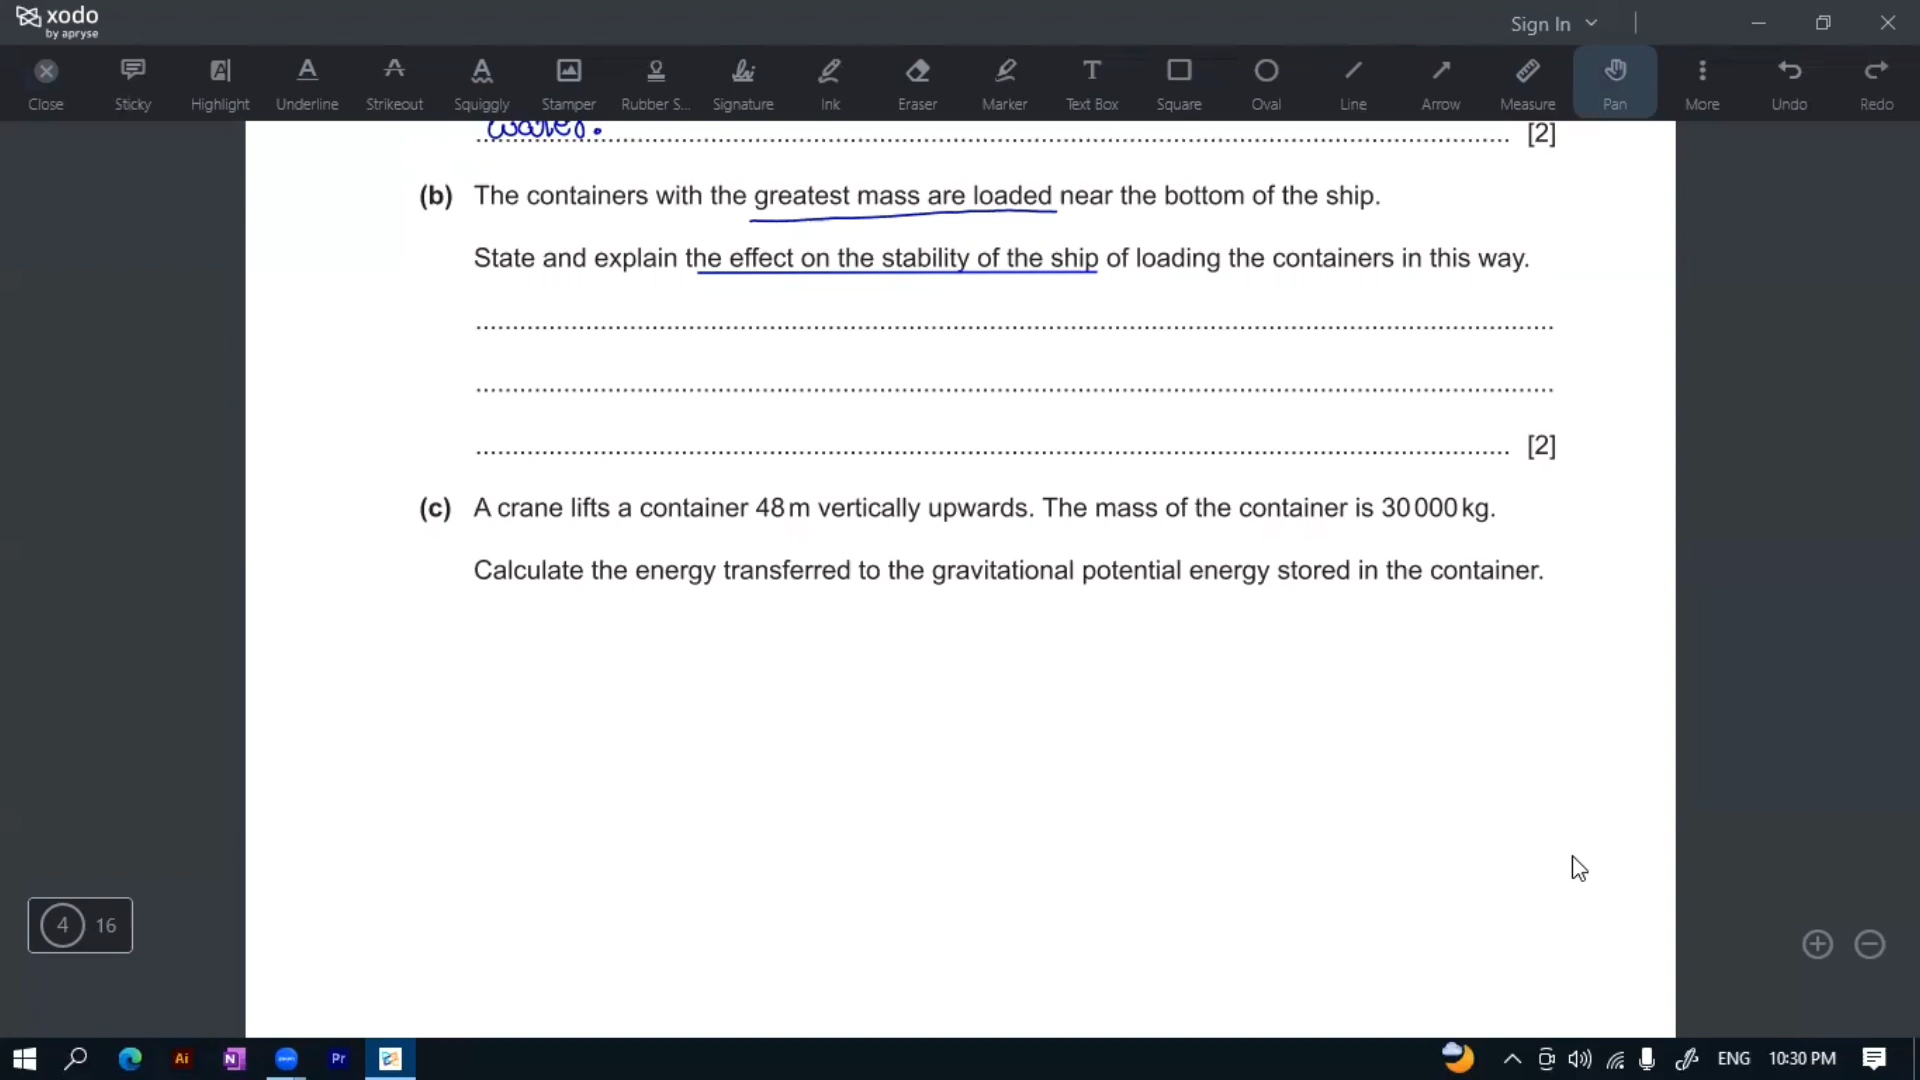 xodo
by apryse
Sign In
Close
Sticky
Highlight
Underline
Strikeout
Squiggly
Stamper
Rubber S...
Signature
Ink
Eraser
Marker
Text Box
Square
Oval
Line
Arrow
Measure
Pan
More
Undo
Redo
water. [2]
(b) The containers with the greatest mass are loaded near the bottom of the ship.
State and explain the effect on the stability of the ship of loading the containers in this way.
[2]
(c) A crane lifts a container 48 m vertically upwards. The mass of the container is 30 000 kg.
Calculate the energy transferred to the gravitational potential energy stored in the container.
4 16
Ai
N
zoom
Pr
ENG
10:30 PM